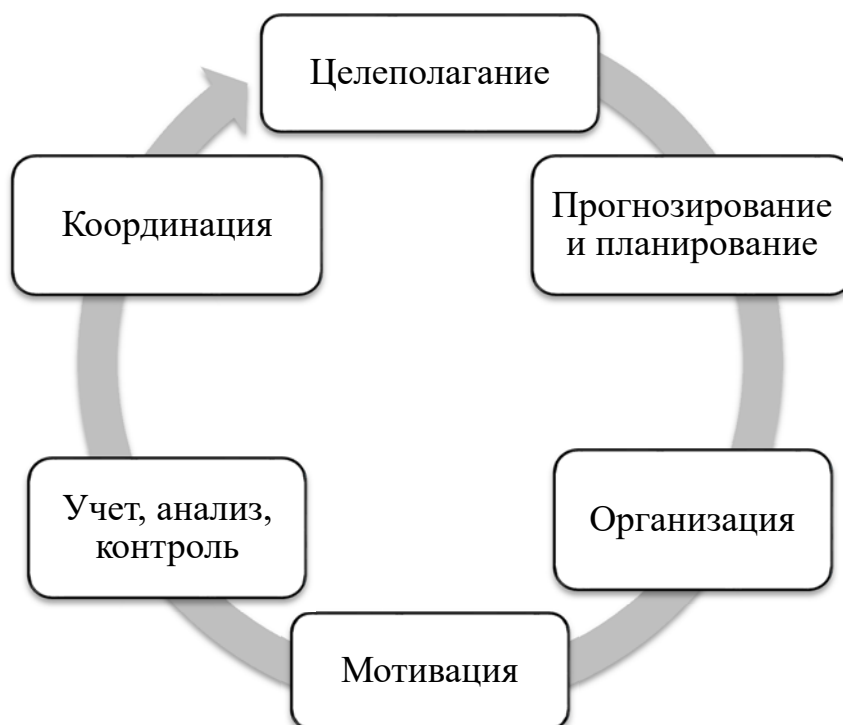 Целеполагание
Прогнозирование
и планирование
Организация
Мотивация
Учет, анализ,
контроль
Координация